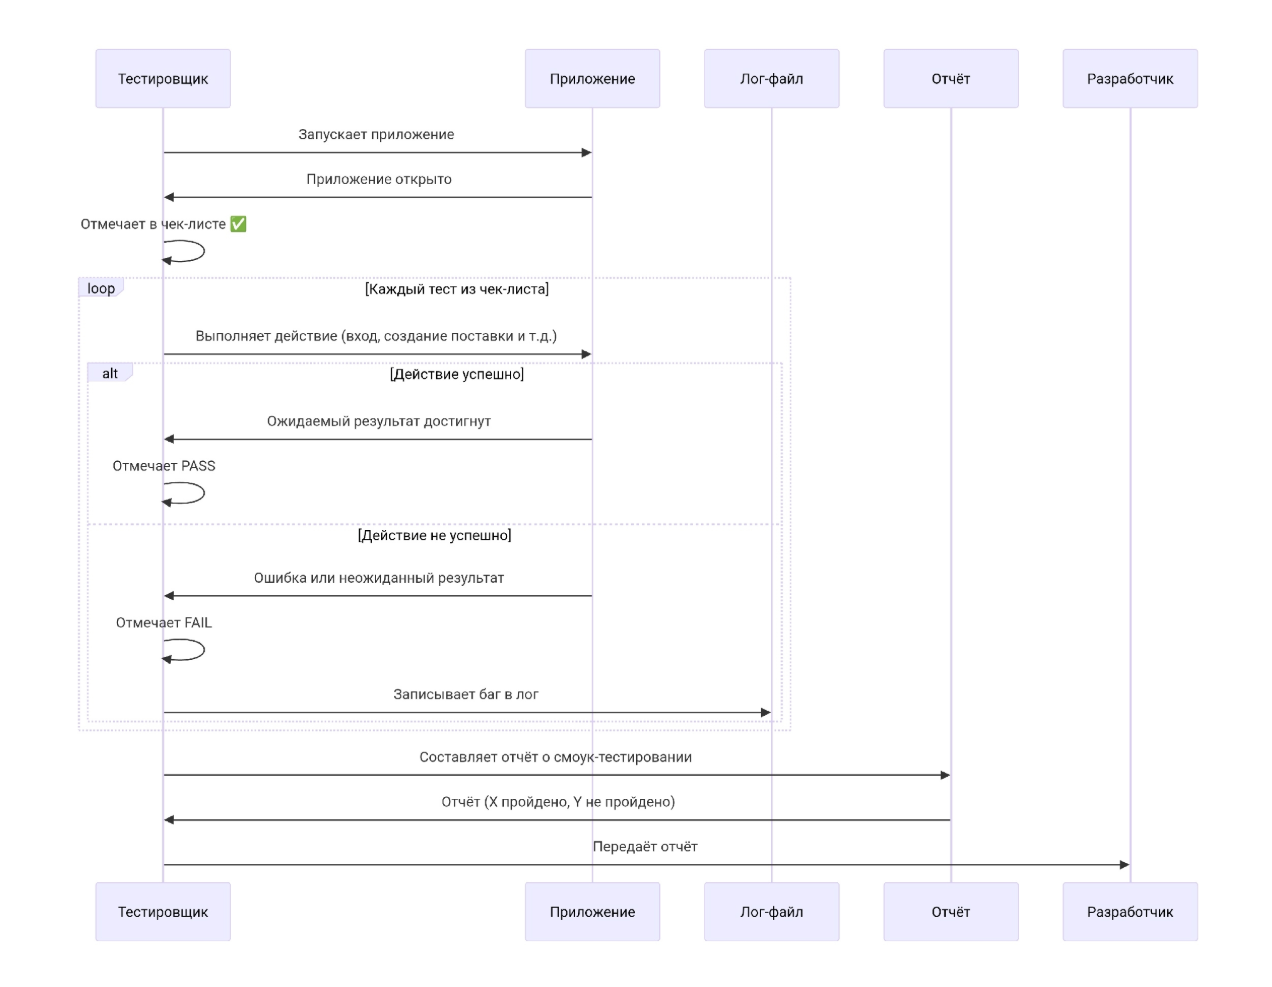 Тестировщик
Приложение
Лог-файл
Отчёт
Разработчик
Запускает приложение
Приложение открыто
Отмечает в чек-листе ✅
loop
[Каждый тест из чек-листа]
Выполняет действие (вход, создание поставки и т.д.)
alt
[Действие успешно]
Ожидаемый результат достигнут
Отмечает PASS
[Действие не успешно]
Ошибка или неожиданный результат
Отмечает FAIL
Записывает баг в лог
Составляет отчёт о смоук-тестировании
Отчёт (X пройдено, Y не пройдено)
Передаёт отчёт
Тестировщик
Приложение
Лог-файл
Отчёт
Разработчик